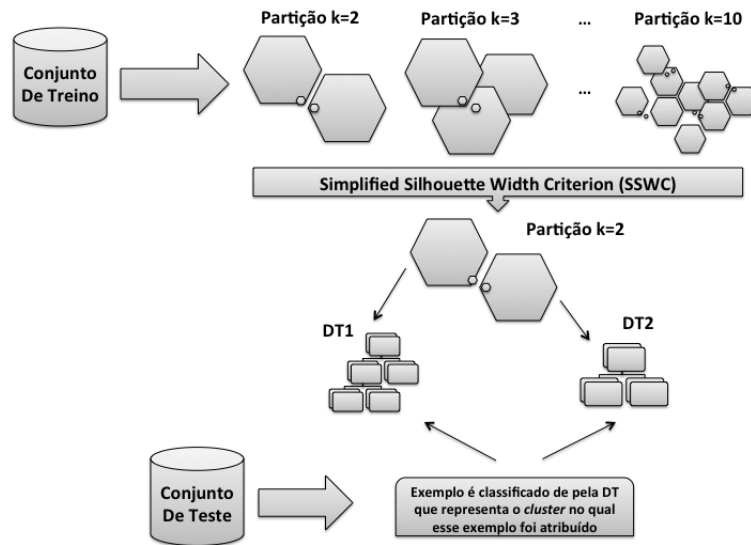 Partição k=2
Partição k=3
...
Partição k=10
Conjunto
De Treino
...
Simplified Silhouette Width Criterion (SSWC)
Partição k=2
DT1
DT2
Conjunto
De Teste
Exemplo é classificado de pela DT
que representa o cluster no qual
esse exemplo foi atribuído